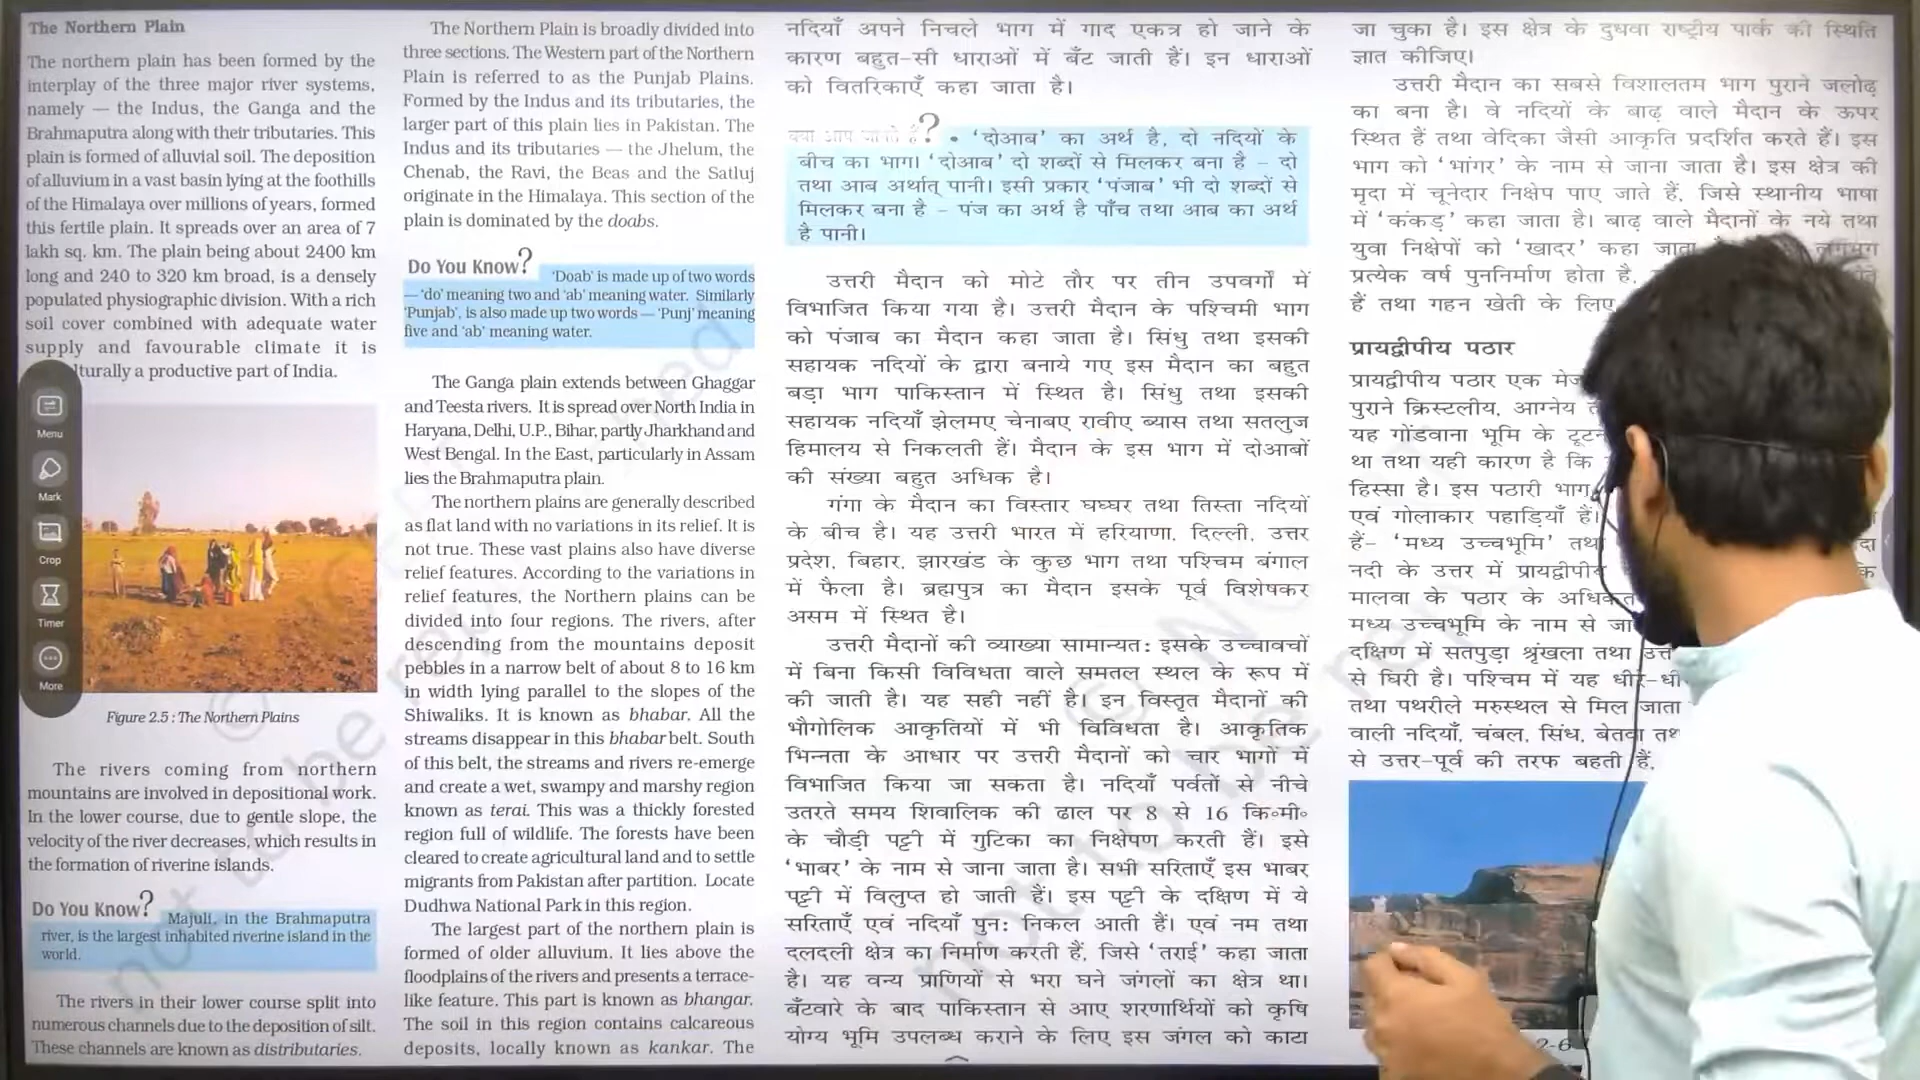 The Northern Plain
The northern plain has been formed by the
interplay of the three major river systems,
namely — the Indus, the Ganga and the
Brahmaputra along with their tributaries. This
plain is formed of alluvial soil. The deposition
of alluvium in a vast basin lying at the foothills
of the Himalaya over millions of years, formed
this fertile plain. It spreads over an area of 7
lakh sq. km. The plain being about 2400 km
long and 240 to 320 km broad, is a densely
populated physiographic division. With a rich
soil cover combined with adequate water
supply and favourable climate it is
lturally a productive part of India.
Menu
Mark
Crop
Timer
More
Figure 2.5 : The Northern Plains
The rivers coming from northern
mountains are involved in depositional work.
In the lower course, due to gentle slope, the
velocity of the river decreases, which results in
the formation of riverine islands.
Do You Know?
Majuli, in the Brahmaputra
river, is the largest inhabited riverine island in the
world.
The rivers in their lower course split into
numerous channels due to the deposition of silt.
These channels are known as distributaries.
The Northern Plain is broadly divided into
three sections. The Western part of the Northern
Plain is referred to as the Punjab Plains.
Formed by the Indus and its tributaries, the
larger part of this plain lies in Pakistan. The
Indus and its tributaries — the Jhelum, the
Chenab, the Ravi, the Beas and the Satluj
originate in the Himalaya. This section of the
plain is dominated by the doabs.
Do You Know?
'Doab' is made up of two words
— 'do' meaning two and 'ab' meaning water. Similarly
'Punjab', is also made up two words — 'Punj' meaning
five and 'ab' meaning water.
The Ganga plain extends between Ghaggar
and Teesta rivers. It is spread over North India in
Haryana, Delhi, U.P., Bihar, partly Jharkhand and
West Bengal. In the East, particularly in Assam
lies the Brahmaputra plain.
The northern plains are generally described
as flat land with no variations in its relief. It is
not true. These vast plains also have diverse
relief features. According to the variations in
relief features, the Northern plains can be
divided into four regions. The rivers, after
descending from the mountains deposit
pebbles in a narrow belt of about 8 to 16 km
in width lying parallel to the slopes of the
Shiwaliks. It is known as bhabar. All the
streams disappear in this bhabar belt. South
of this belt, the streams and rivers re-emerge
and create a wet, swampy and marshy region
known as terai. This was a thickly forested
region full of wildlife. The forests have been
cleared to create agricultural land and to settle
migrants from Pakistan after partition. Locate
Dudhwa National Park in this region.
The largest part of the northern plain is
formed of older alluvium. It lies above the
floodplains of the rivers and presents a terrace-
like feature. This part is known as bhangar.
The soil in this region contains calcareous
deposits, locally known as kankar. The
नदियाँ अपने निचले भाग में गाद एकत्र हो जाने के
कारण बहुत-सी धाराओं में बँट जाती हैं। इन धाराओं
को वितरिकाएँ कहा जाता है।
क्या आप जानते हैं?
• 'दोआब' का अर्थ है, दो नदियों के
बीच का भाग। 'दोआब' दो शब्दों से मिलकर बना है – दो
तथा आब अर्थात् पानी। इसी प्रकार 'पंजाब' भी दो शब्दों से
मिलकर बना है – पंज का अर्थ है पाँच तथा आब का अर्थ
है पानी।
उत्तरी मैदान को मोटे तौर पर तीन उपवर्गों में
विभाजित किया गया है। उत्तरी मैदान के पश्चिमी भाग
को पंजाब का मैदान कहा जाता है। सिंधु तथा इसकी
सहायक नदियों के द्वारा बनाये गए इस मैदान का बहुत
बड़ा भाग पाकिस्तान में स्थित है। सिंधु तथा इसकी
सहायक नदियाँ झेलमए चेनाबए रावीए ब्यास तथा सतलुज
हिमालय से निकलती हैं। मैदान के इस भाग में दोआबों
की संख्या बहुत अधिक है।
गंगा के मैदान का विस्तार घघ्घर तथा तिस्ता नदियों
के बीच है। यह उत्तरी भारत में हरियाणा, दिल्ली, उत्तर
प्रदेश, बिहार, झारखंड के कुछ भाग तथा पश्चिम बंगाल
में फैला है। ब्रह्मपुत्र का मैदान इसके पूर्व विशेषकर
असम में स्थित है।
उत्तरी मैदानों की व्याख्या सामान्यतः इसके उच्चावचों
में बिना किसी विविधता वाले समतल स्थल के रूप में
की जाती है। यह सही नहीं है। इन विस्तृत मैदानों की
भौगोलिक आकृतियों में भी विविधता है। आकृतिक
भिन्नता के आधार पर उत्तरी मैदानों को चार भागों में
विभाजित किया जा सकता है। नदियाँ पर्वतों से नीचे
उतरते समय शिवालिक की ढाल पर 8 से 16 कि॰मी॰
के चौड़ी पट्टी में गुटिका का निक्षेपण करती हैं। इसे
'भाबर' के नाम से जाना जाता है। सभी सरिताएँ इस भाबर
पट्टी में विलुप्त हो जाती हैं। इस पट्टी के दक्षिण में ये
सरिताएँ एवं नदियाँ पुनः निकल आती हैं। एवं नम तथा
दलदली क्षेत्र का निर्माण करती हैं, जिसे 'तराई' कहा जाता
है। यह वन्य प्राणियों से भरा घने जंगलों का क्षेत्र था।
बँटवारे के बाद पाकिस्तान से आए शरणार्थियों को कृषि
योग्य भूमि उपलब्ध कराने के लिए इस जंगल को काटा
जा चुका है। इस क्षेत्र के दुधवा राष्ट्रीय पार्क की स्थिति
ज्ञात कीजिए।
उत्तरी मैदान का सबसे विशालतम भाग पुराने जलोढ़
का बना है। वे नदियों के बाढ़ वाले मैदान के ऊपर
स्थित हैं तथा वेदिका जैसी आकृति प्रदर्शित करते हैं। इस
भाग को 'भांगर' के नाम से जाना जाता है। इस क्षेत्र की
मृदा में चूनेदार निक्षेप पाए जाते हैं, जिसे स्थानीय भाषा
में 'कंकड़' कहा जाता है। बाढ़ वाले मैदानों के नये तथा
युवा निक्षेपों को 'खादर' कहा जाता लगभग
प्रत्येक वर्ष पुननिर्माण होता है,
हैं तथा गहन खेती के लिए
प्रायद्वीपीय पठार
प्रायद्वीपीय पठार एक मेज
पुराने क्रिस्टलीय, आग्नेय त
यह गोंडवाना भूमि के टूटन
था तथा यही कारण है कि
हिस्सा है। इस पठारी भाग
एवं गोलाकार पहाड़ियाँ हैं।
हैं– 'मध्य उच्चभूमि' तथ
नदी के उत्तर में प्रायद्वीपीय
मालवा के पठार के अधिकत
मध्य उच्चभूमि के नाम से जा
दक्षिण में सतपुड़ा श्रृंखला तथा उत्त
से घिरी है। पश्चिम में यह धीरे-धी
तथा पथरीले मरुस्थल से मिल जाता
वाली नदियाँ, चंबल, सिंध, बेतवा तथ
से उत्तर-पूर्व की तरफ बहती हैं,
2-6